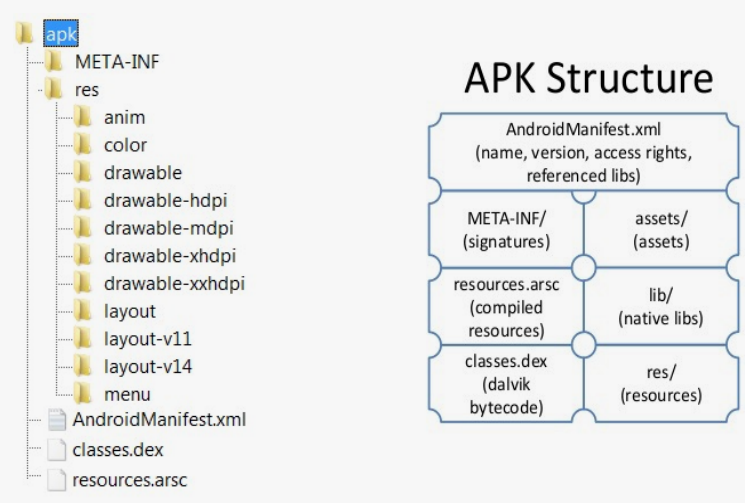 apk
META-INF
res
anim
color
drawable
drawable-hdpi
drawable-mdpi
drawable-xhdpi
drawable-xxhdpi
layout
layout-v11
layout-v14
menu
AndroidManifest.xml
classes.dex
resources.arsc
APK Structure
AndroidManifest.xml
(name, version, access rights,
referenced libs)
META-INF/
(signatures)
assets/
(assets)
resources.arsc
(compiled
resources)
lib/
(native libs)
classes.dex
(dalvik
bytecode)
res/
(resources)